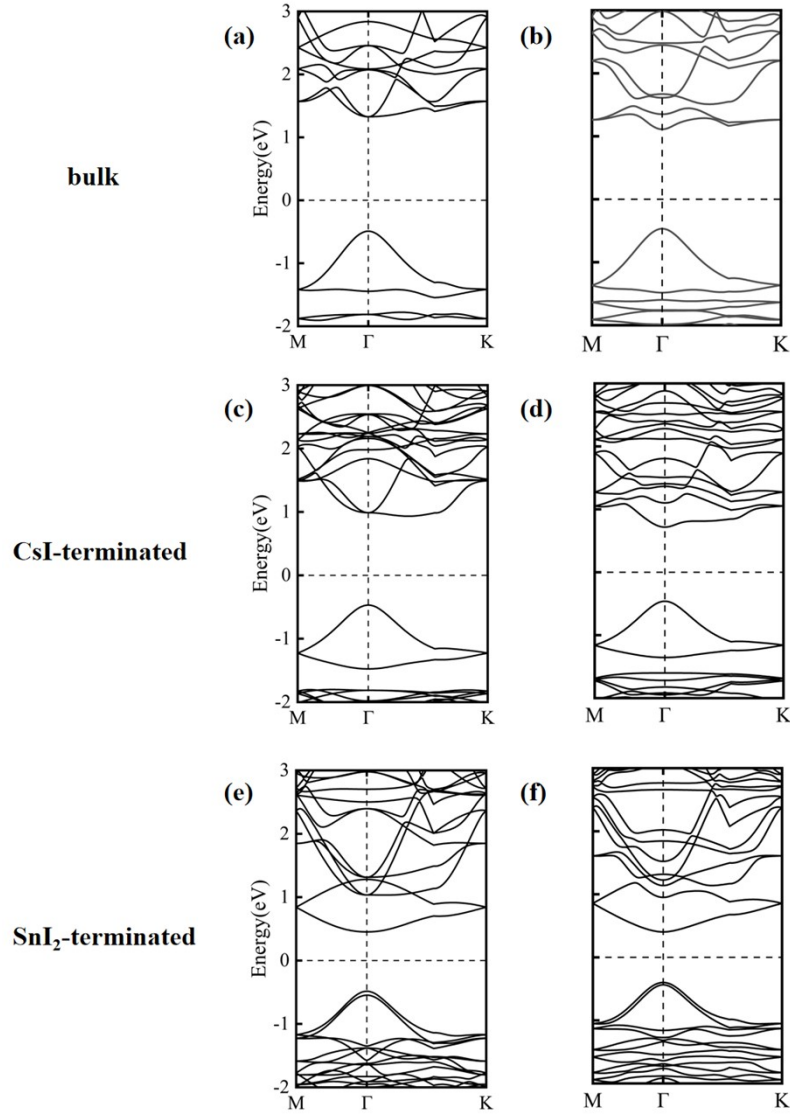 (a)
(b)
bulk
Energy(eV)
3
2
1
0
-1
-2
M Γ K
M Γ K
(c)
(d)
CsI-terminated
Energy(eV)
3
2
1
0
-1
-2
M Γ K
M Γ K
(e)
(f)
SnI₂-terminated
Energy(eV)
3
2
1
0
-1
-2
M Γ K
M Γ K